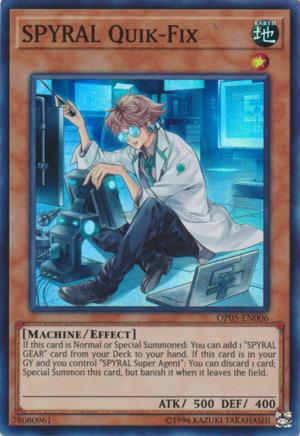 SPYRAL Quik-Fix
EARTH
地
OP05-EN006
[Machine/Effect]
If this card is Normal or Special Summoned: You can add 1 "SPYRAL
GEAR" card from your Deck to your hand. If this card is in your
GY and you control "SPYRAL Super Agent": You can discard 1 card;
Special Summon this card, but banish it when it leaves the field.
ATK/ 500 DEF/ 400
78080961
©1996 KAZUKI TAKAHASHI